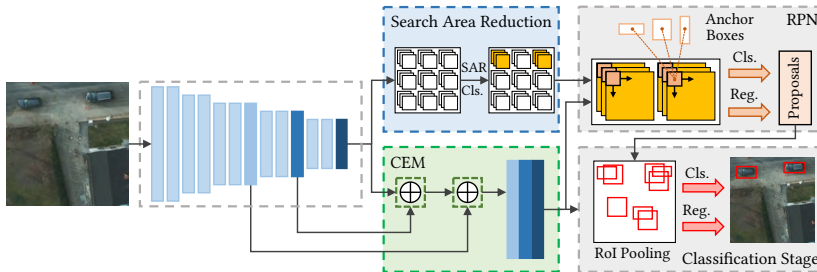 Search Area Reduction
SAR
Cls.
Anchor
Boxes
RPN
Cls.
Reg.
Proposals
CEM
RoI Pooling
Cls.
Reg.
Classification Stage